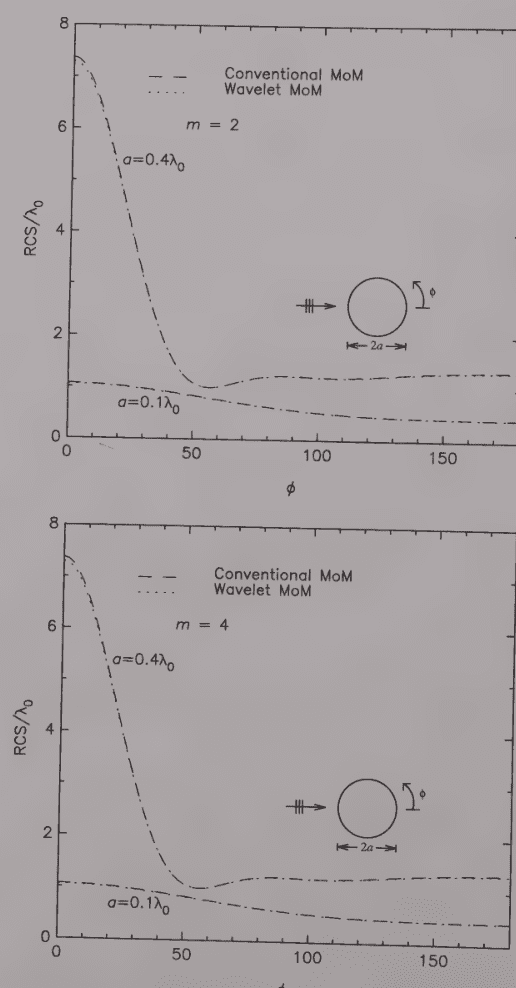 8
6
4
2
0
RCS/λ₀
Conventional MoM
Wavelet MoM
m = 2
a=0.4λ₀
ϕ
2a
a=0.1λ₀
0
50
100
150
ϕ
8
6
4
2
0
RCS/λ₀
Conventional MoM
Wavelet MoM
m = 4
a=0.4λ₀
ϕ
2a
a=0.1λ₀
0
50
100
150